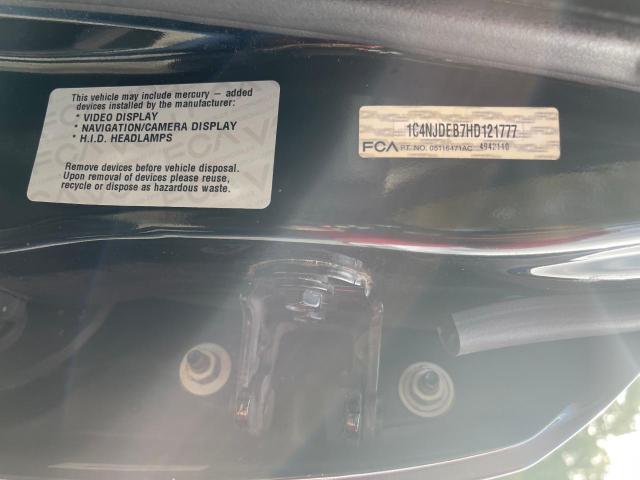 This vehicle may include mercury — added
devices installed by the manufacturer:
* VIDEO DISPLAY
* NAVIGATION/CAMERA DISPLAY
* H.I.D. HEADLAMPS
Remove devices before vehicle disposal.
Upon removal of devices please reuse,
recycle or dispose as hazardous waste.
1C4NJDEB7HD121777
FCA PT. NO. 05116471AC 4942110